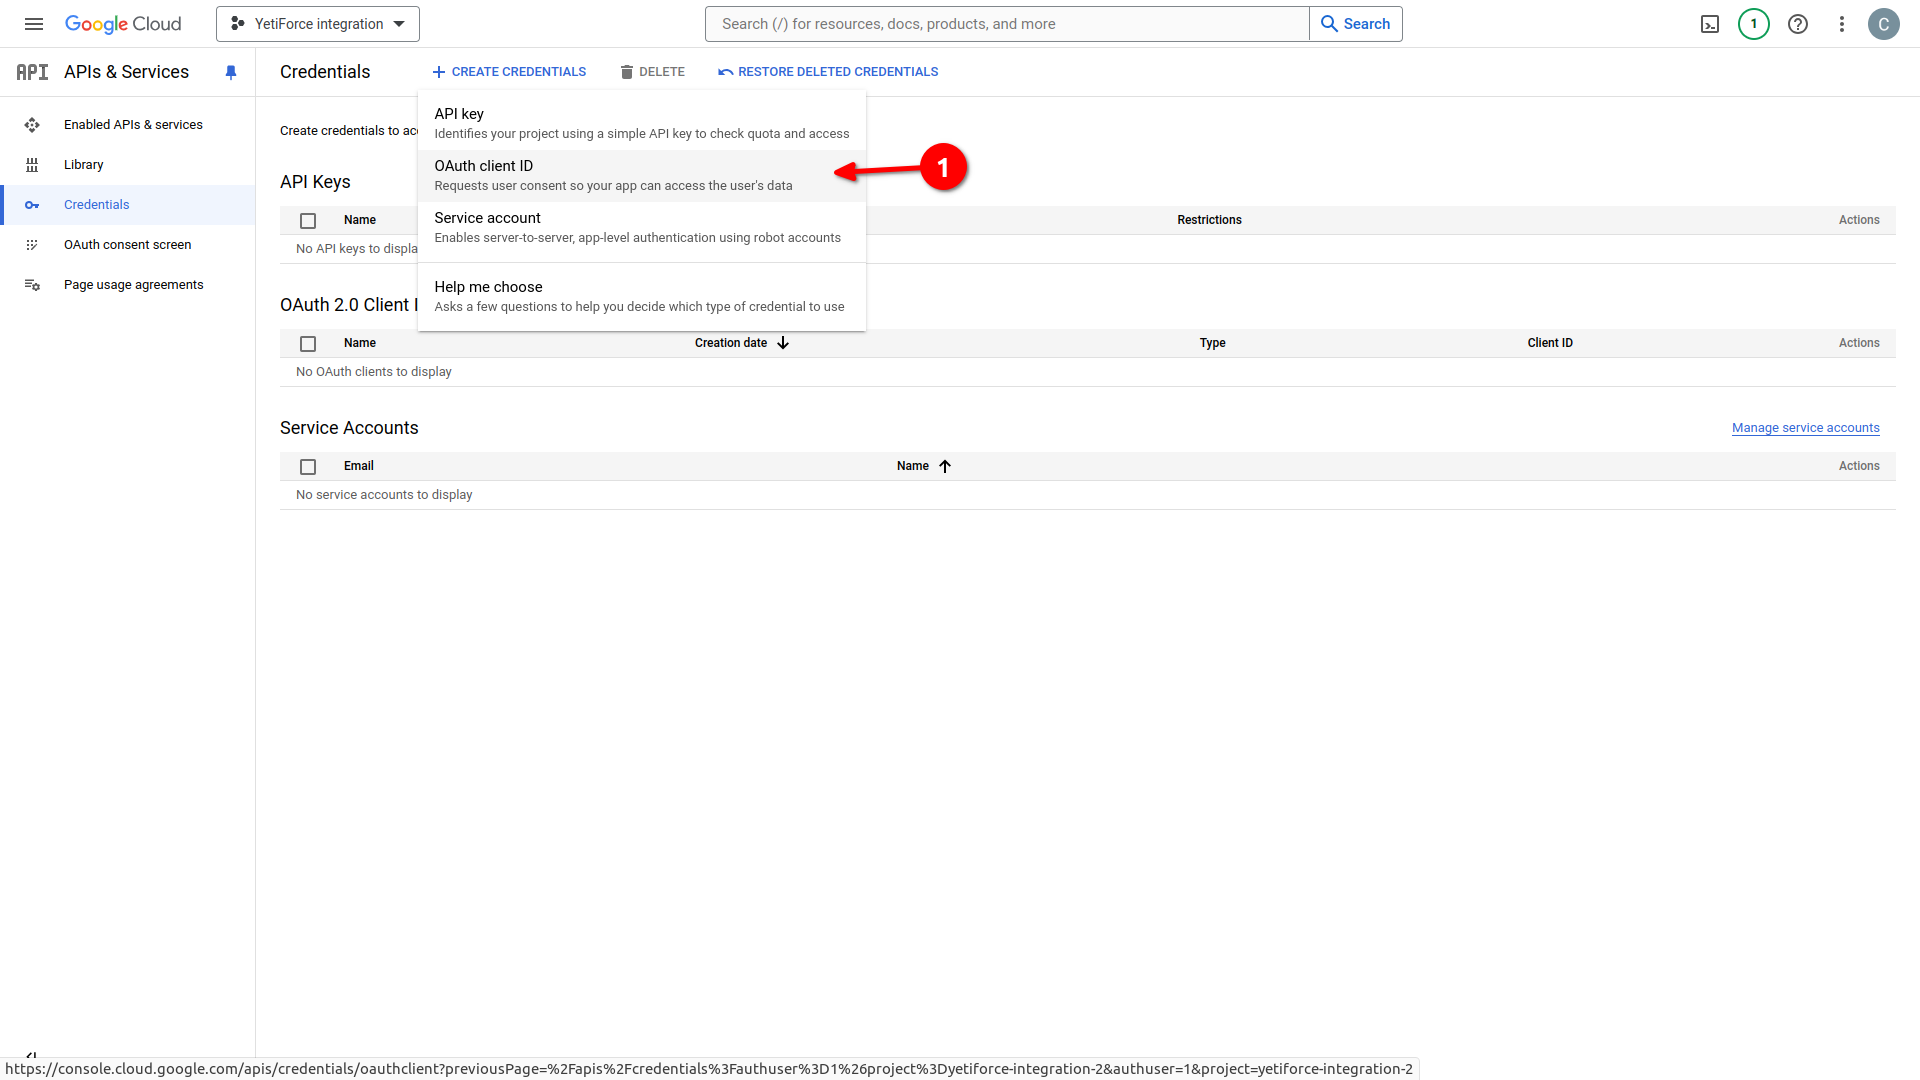 Google Cloud
YetiForce integration
Search (/) for resources, docs, products, and more
Search
1
C
API
APIs & Services
Credentials
CREATE CREDENTIALS
DELETE
RESTORE DELETED CREDENTIALS
Enabled APIs & services
Library
Credentials
OAuth consent screen
Page usage agreements
Create credentials to
API key
Identifies your project using a simple API key to check quota and access
OAuth client ID
Requests user consent so your app can access the user's data
1
Service account
Enables server-to-server, app-level authentication using robot accounts
Help me choose
Asks a few questions to help you decide which type of credential to use
API Keys
Name
Restrictions
Actions
No API keys to displa
OAuth 2.0 Client I
Name
Creation date
Type
Client ID
Actions
No OAuth clients to display
Service Accounts
Manage service accounts
Email
Name
Actions
No service accounts to display
https://console.cloud.google.com/apis/credentials/oauthclient?previousPage=%2Fapis%2Fcredentials%3Fauthuser%3D1%26project%3Dyetiforce-integration-2&authuser=1&project=yetiforce-integration-2